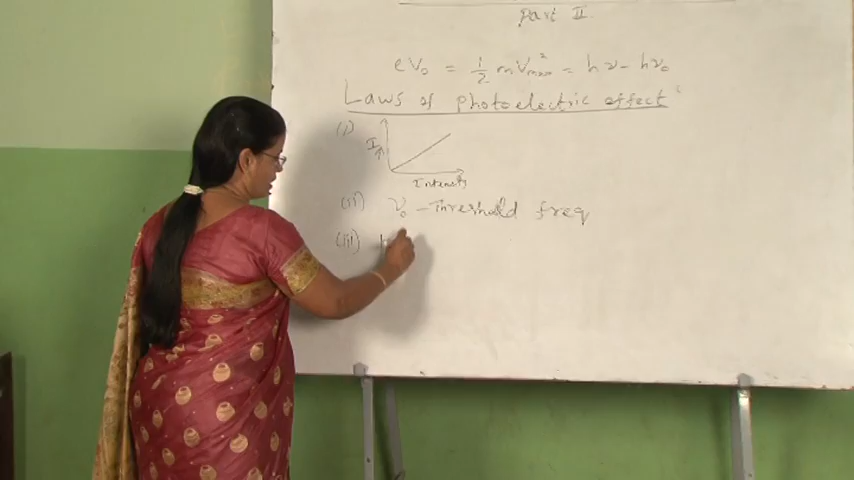 Part II
eV₀ = 1/2 mV²max = hν - hν₀
Laws of photoelectric effect :
(i) I
Intensity
(ii) ν₀ - Threshold freq
(iii)